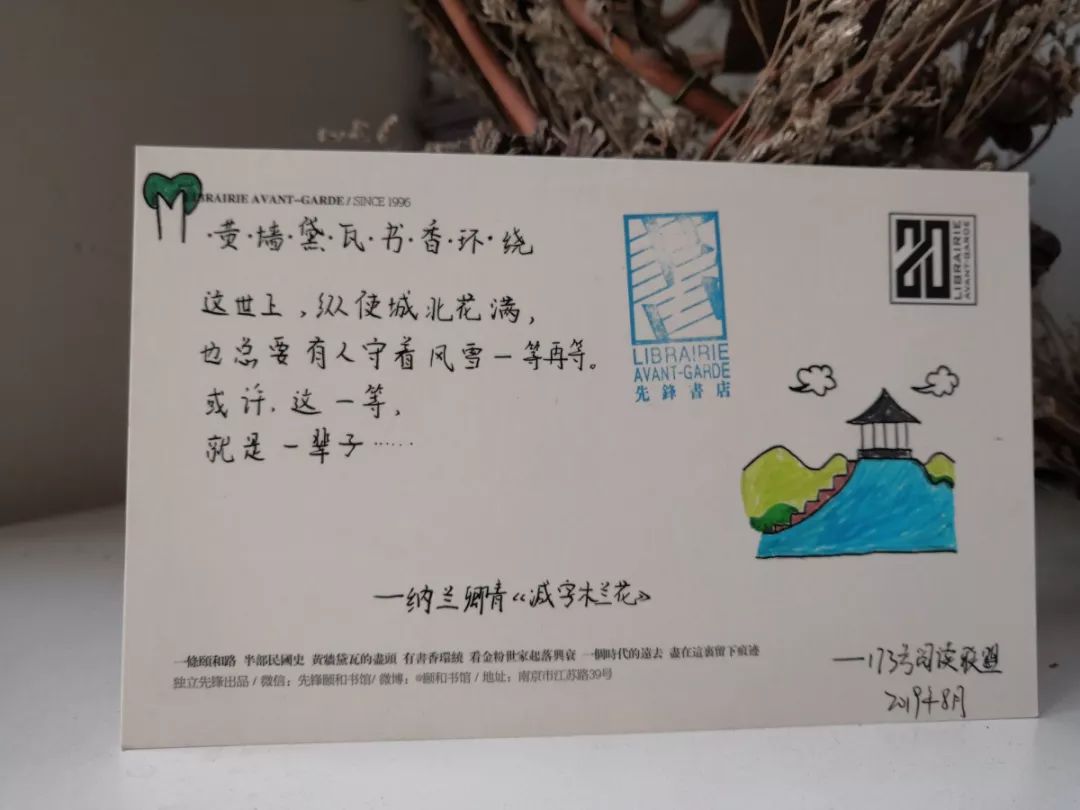 LIBRAIRIE AVANT-GARDE / SINCE 1996
·黄·墙·黛·瓦·书·香·环·绕
这世上,纵使城北花满,
也总要有人守着风雪一等再等。
或许,这一等,
就是一辈子……
—纳兰卿青《减字木兰花》
LIBRAIRIE
AVANT-GARDE
先鋒書店
20
LIBRAIRIE
AVANT-GARDE
一條頤和路 半部民國史 黃牆黛瓦的盡頭 有書香環繞 看金粉世家起落興衰 一個時代的遠去 盡在這裏留下痕迹
独立先锋出品 / 微信:先锋颐和书馆 / 微博:@颐和书馆 / 地址:南京市江苏路39号
—173号阅读联盟
2019年8月